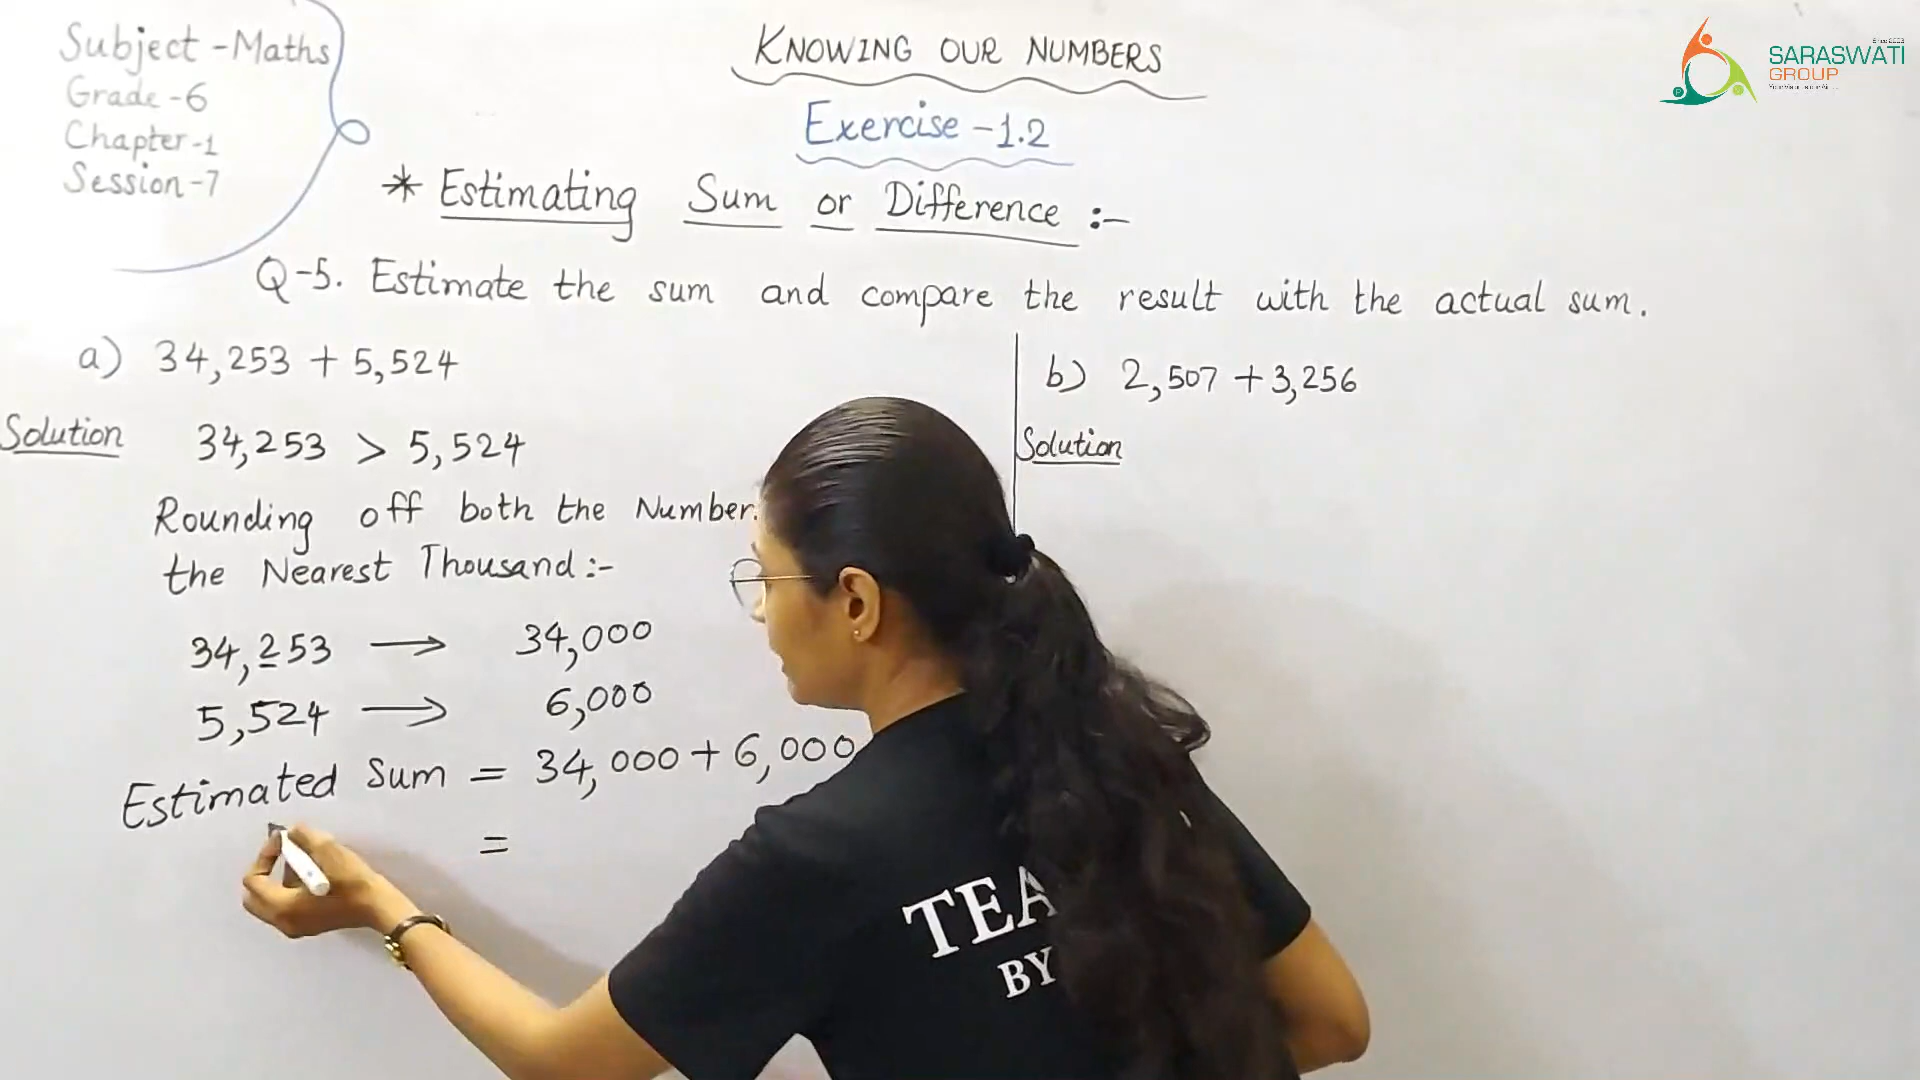 Subject - Maths
Grade - 6
Chapter - 1
Session - 7
KNOWING OUR NUMBERS
Exercise - 1.2
* Estimating Sum or Difference :-
Q-5. Estimate the sum and compare the result with the actual sum.
a) 34,253 + 5,524
Solution 34,253 > 5,524
Rounding off both the Number
the Nearest Thousand :-
34,253 → 34,000
5,524 → 6,000
Estimated Sum = 34,000 + 6,000
=
b) 2,507 + 3,256
Solution
TEA
BY
SARASWATI
GROUP